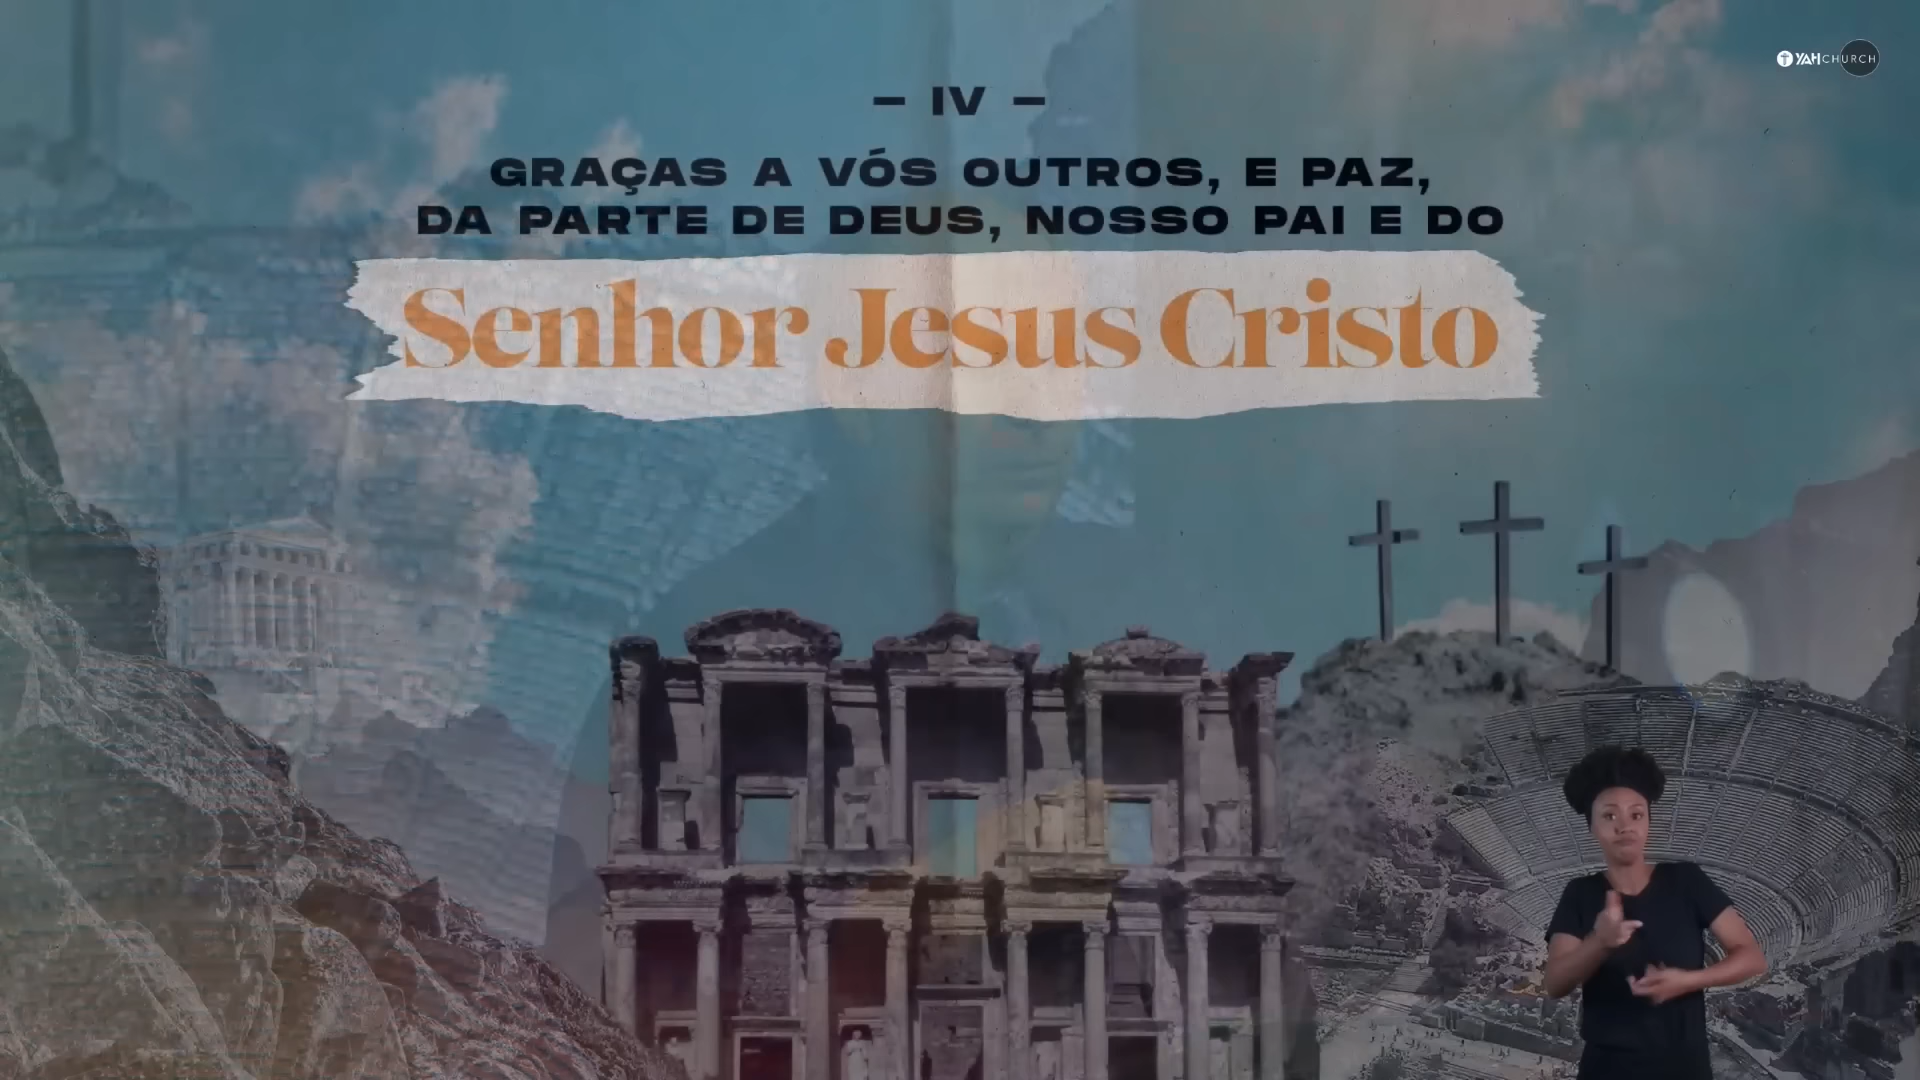 YAHCHURCH
— IV —
GRAÇAS A VÓS OUTROS, E PAZ,
DA PARTE DE DEUS, NOSSO PAI E DO
Senhor Jesus Cristo